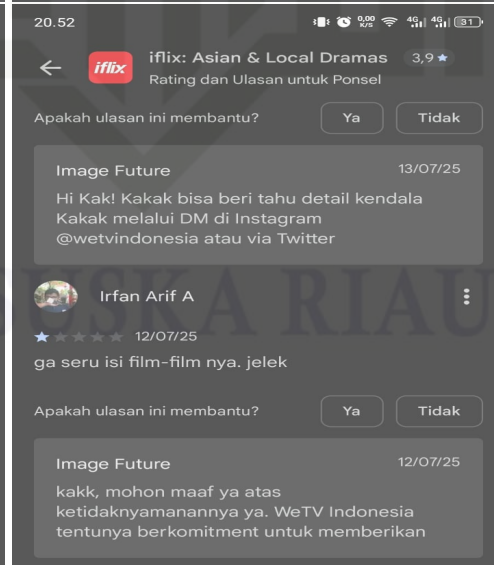 20.52
0,00 K/S 4G 4G 31
iflix
iflix: Asian & Local Dramas 3,9★
Rating dan Ulasan untuk Ponsel
Apakah ulasan ini membantu? Ya Tidak
Image Future 13/07/25
Hi Kak! Kakak bisa beri tahu detail kendala
Kakak melalui DM di Instagram
@wetvindonesia atau via Twitter
SUSKA RIAU
Irfan Arif A
12/07/25
ga seru isi film-film nya. jelek
Apakah ulasan ini membantu? Ya Tidak
Image Future 12/07/25
kakk, mohon maaf ya atas
ketidaknyamanannya ya. WeTV Indonesia
tentunya berkomitment untuk memberikan